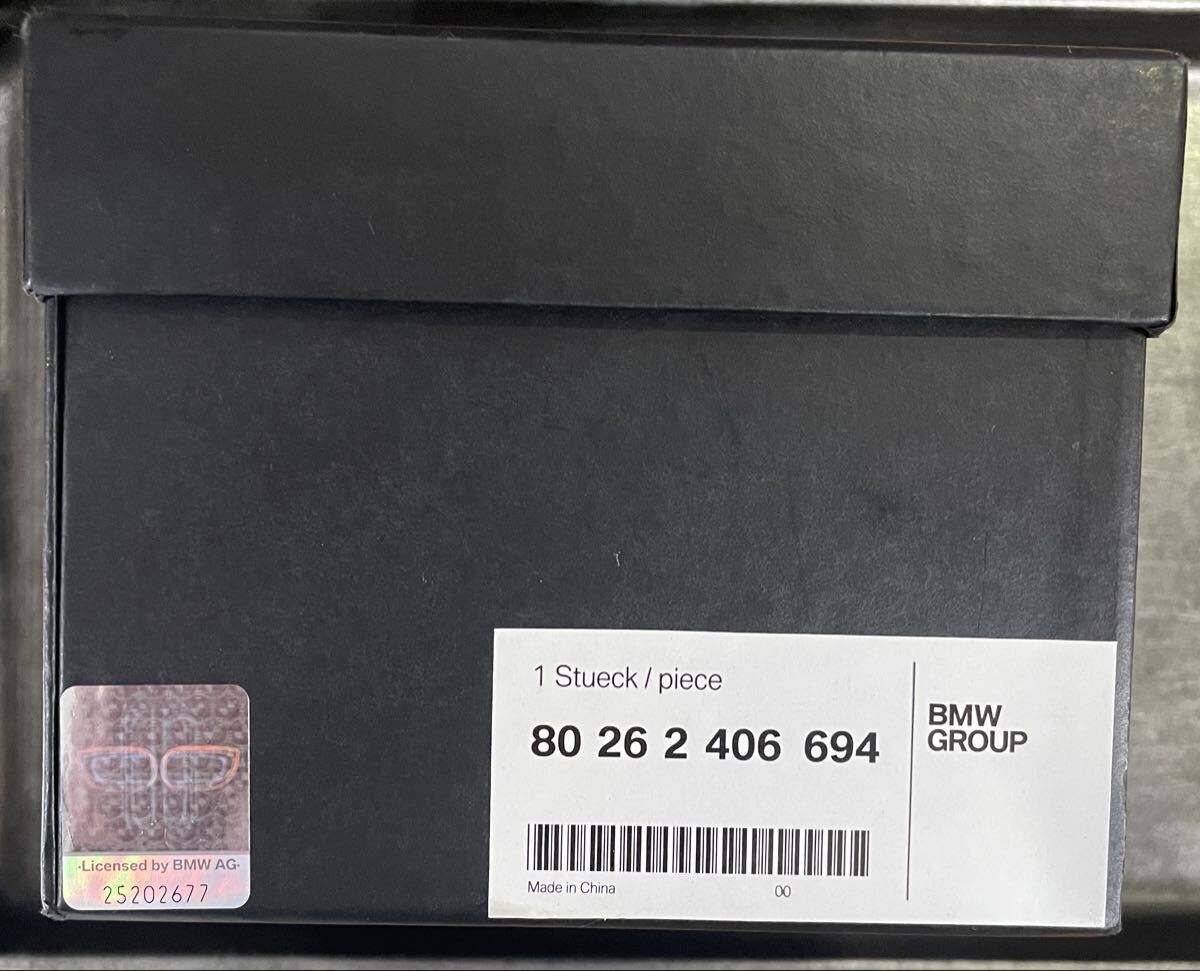 1 Stueck / piece
80 26 2 406 694
BMW
GROUP
Made in China
00
·Licensed by BMW AG·
25202677